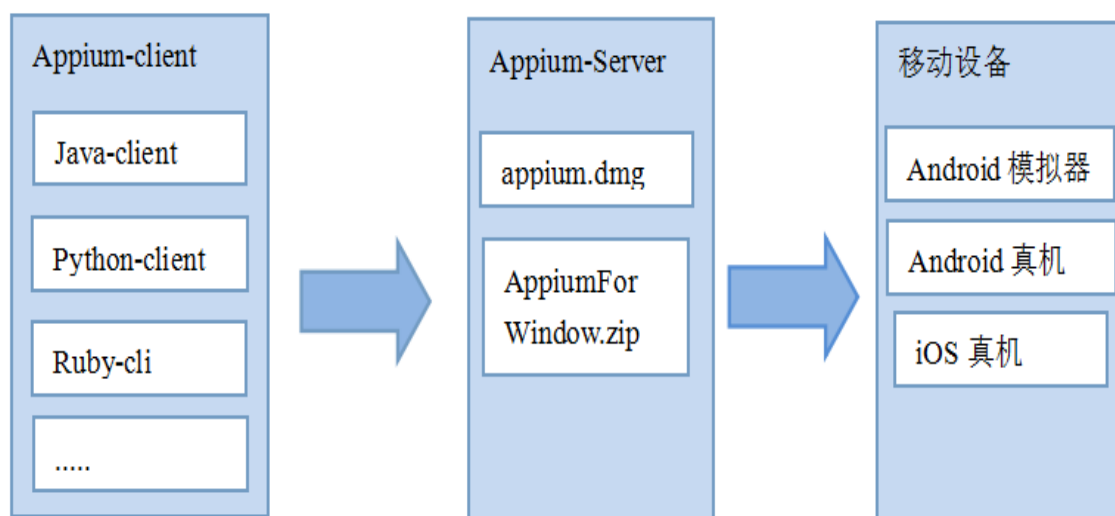 Appium-client
Java-client
Python-client
Ruby-cli
.....
Appium-Server
appium.dmg
AppiumFor
Window.zip
移动设备
Android 模拟器
Android 真机
iOS 真机